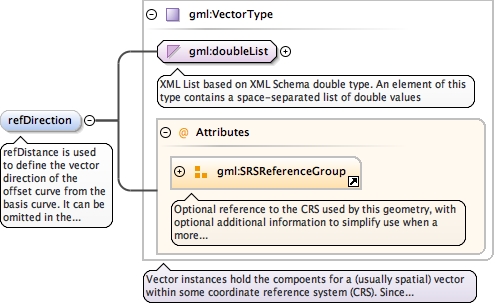 gml:VectorType
gml:doubleList
XML List based on XML Schema double type. An element of this
type contains a space-separated list of double values
refDirection
refDistance is used
to define the vector
direction of the
offset curve from the
basis curve. It can be
omitted in the...
@ Attributes
gml:SRSReferenceGroup
Optional reference to the CRS used by this geometry, with
optional additional information to simplify use when a
more...
Vector instances hold the compoents for a (usually spatial) vector
within some coordinate reference system (CRS). Since...